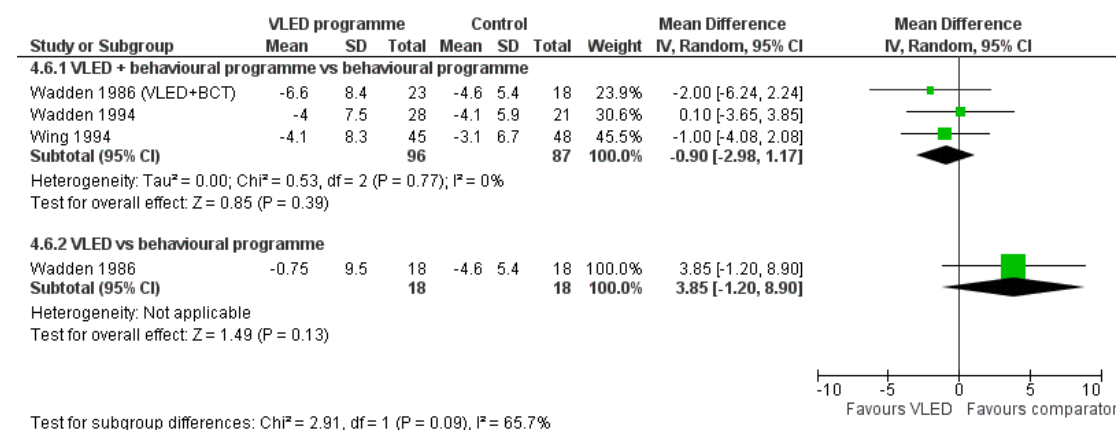 VLED programme Control Mean Difference Mean Difference
Study or Subgroup Mean SD Total Mean SD Total Weight IV, Random, 95% CI IV, Random, 95% CI
4.6.1 VLED + behavioural programme vs behavioural programme
Wadden 1986 (VLED+BCT) -6.6 8.4 23 -4.6 5.4 18 23.9% -2.00 [-6.24, 2.24]
Wadden 1994 -4 7.5 28 -4.1 5.9 21 30.6% 0.10 [-3.65, 3.85]
Wing 1994 -4.1 8.3 45 -3.1 6.7 48 45.5% -1.00 [-4.08, 2.08]
Subtotal (95% CI) 96 87 100.0% -0.90 [-2.98, 1.17]
Heterogeneity: Tau² = 0.00; Chi² = 0.53, df = 2 (P = 0.77); I² = 0%
Test for overall effect: Z = 0.85 (P = 0.39)
4.6.2 VLED vs behavioural programme
Wadden 1986 -0.75 9.5 18 -4.6 5.4 18 100.0% 3.85 [-1.20, 8.90]
Subtotal (95% CI) 18 18 100.0% 3.85 [-1.20, 8.90]
Heterogeneity: Not applicable
Test for overall effect: Z = 1.49 (P = 0.13)
-10 -5 0 5 10
Favours VLED Favours comparator
Test for subgroup differences: Chi² = 2.91, df = 1 (P = 0.09), I² = 65.7%